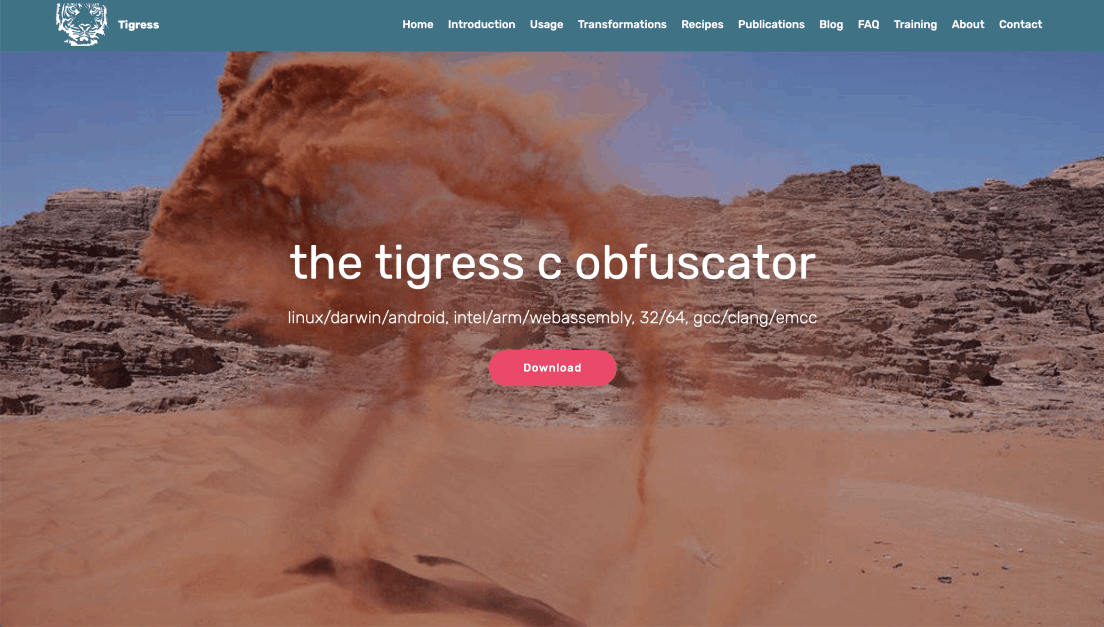 Tigress
Home Introduction Usage Transformations Recipes Publications Blog FAQ Training About Contact
the tigress c obfuscator
linux/darwin/android, intel/arm/webassembly, 32/64, gcc/clang/emcc
Download